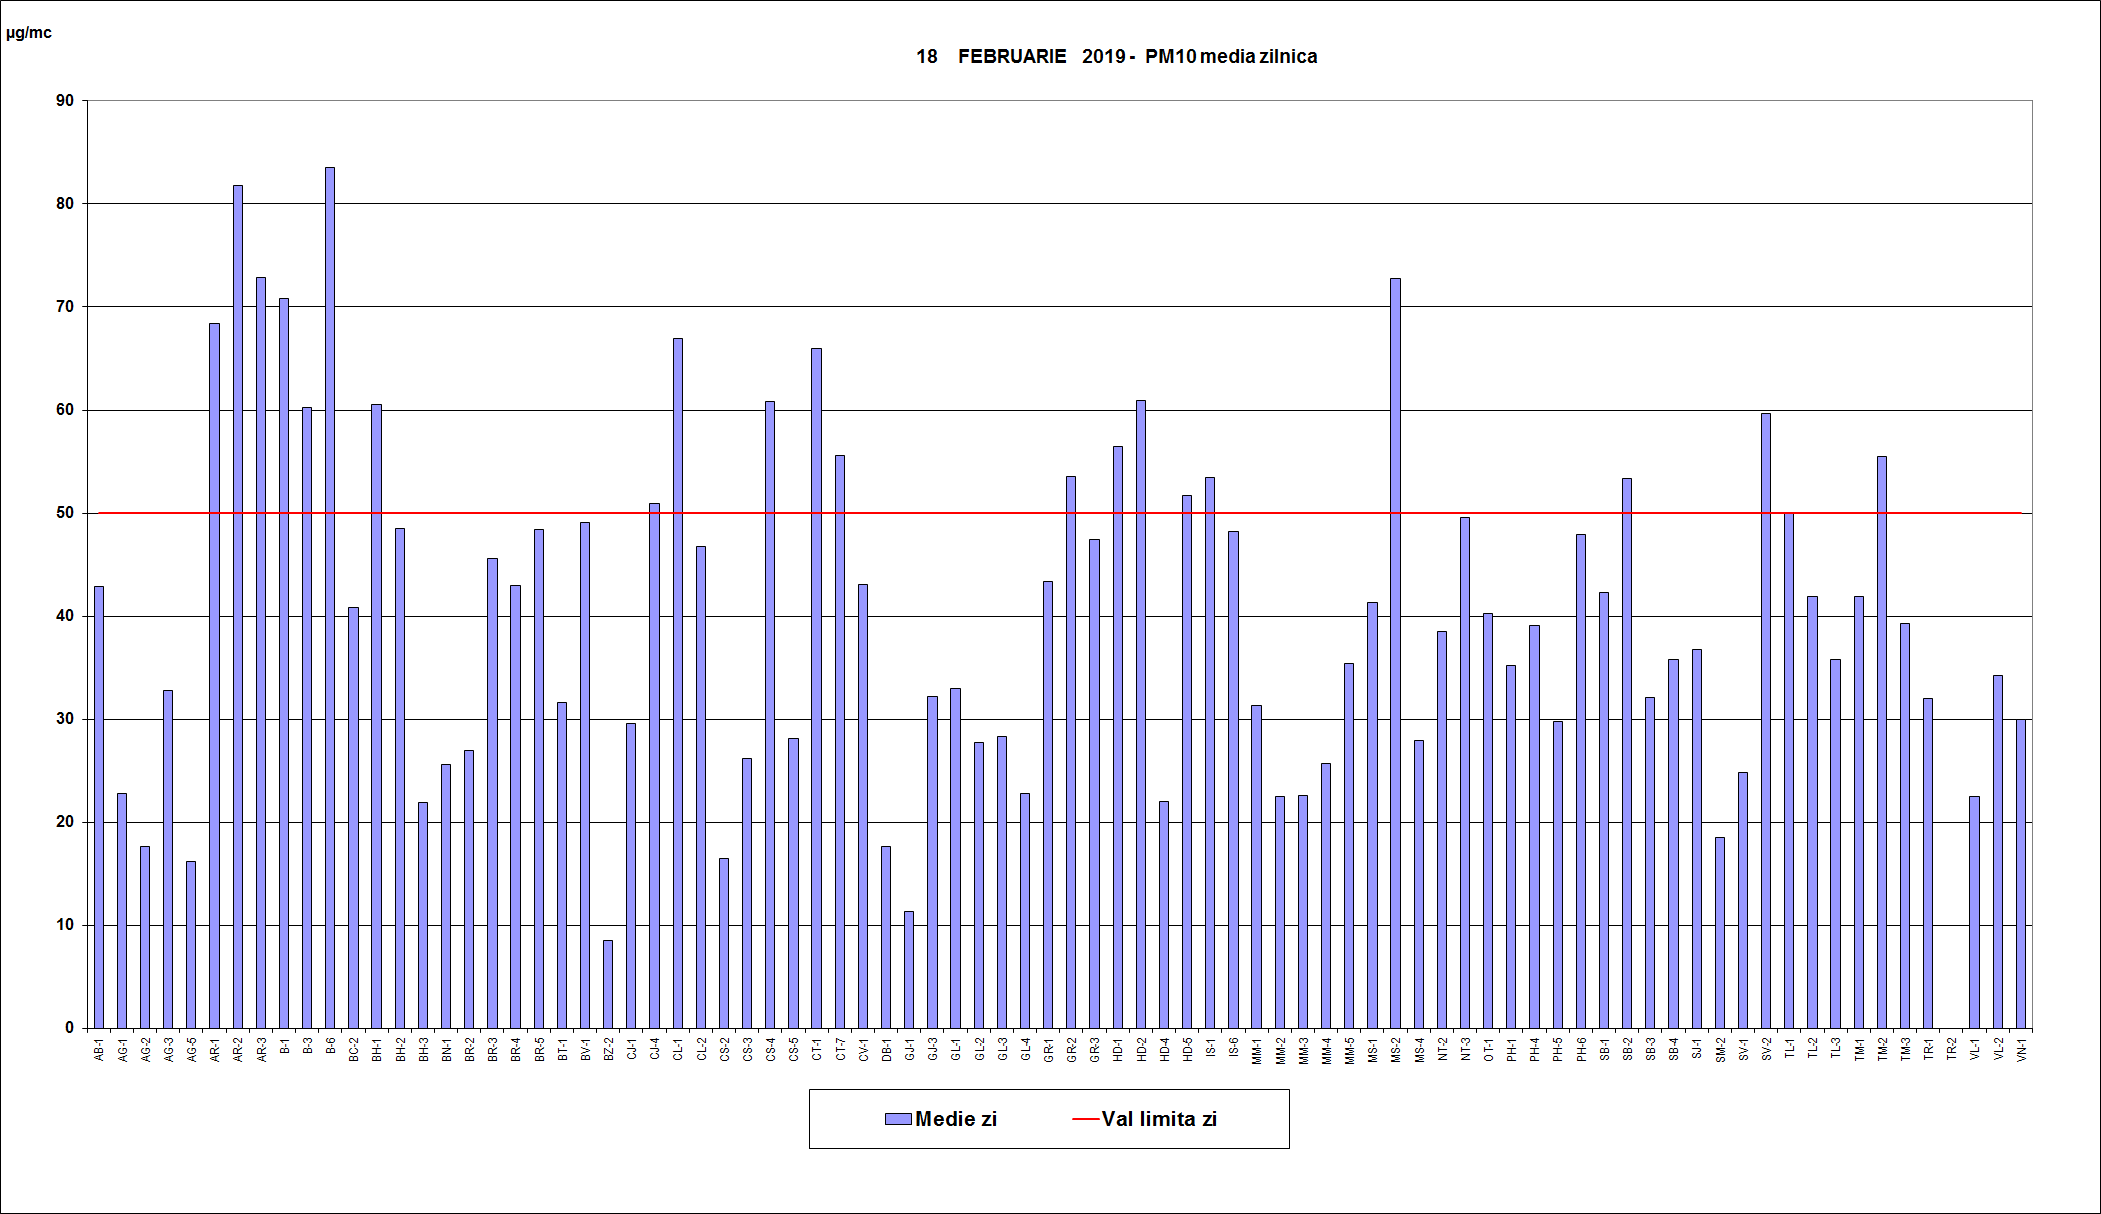 µg/mc
18 FEBRUARIE 2019 - PM10 media zilnica
90
80
70
60
50
40
30
20
10
0
AB-1 AG-1 AG-2 AG-3 AG-5 AR-1 AR-2 AR-3 B-1 B-3 B-6 BC-2 BH-1 BH-2 BH-3 BN-1 BR-2 BR-3 BR-4 BR-5 BT-1 BV-1 BZ-2 CJ-1 CJ-4 CL-1 CL-2 CS-2 CS-3 CS-4 CS-5 CT-1 CT-7 CV-1 DB-1 GJ-1 GJ-3 GL-1 GL-2 GL-3 GL-4 GR-1 GR-2 GR-3 HD-1 HD-2 HD-4 HD-5 IS-1 IS-6 MM-1 MM-2 MM-3 MM-4 MM-5 MS-1 MS-2 MS-4 NT-2 NT-3 OT-1 PH-1 PH-4 PH-5 PH-6 SB-1 SB-2 SB-3 SB-4 SJ-1 SM-2 SV-1 SV-2 TL-1 TL-2 TL-3 TM-1 TM-2 TM-3 TR-1 TR-2 VL-1 VL-2 VN-1
Medie zi Val limita zi